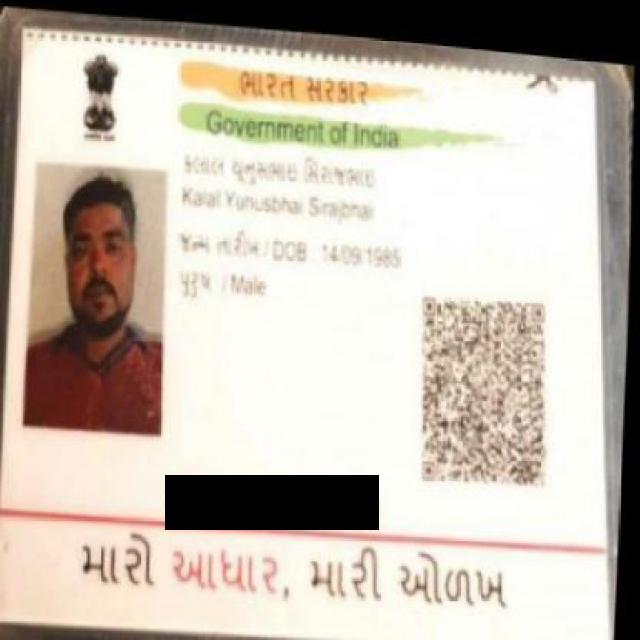 ભારત સરકાર
Government of India
કલાલ યુનુસભાઇ સિરાજભાઇ
Kalal Yunusbhai Sirajbhai
જન્મ તારીખ / DOB : 14/09/1985
પુરુષ / Male
મારો આધાર, મારી ઓળખ